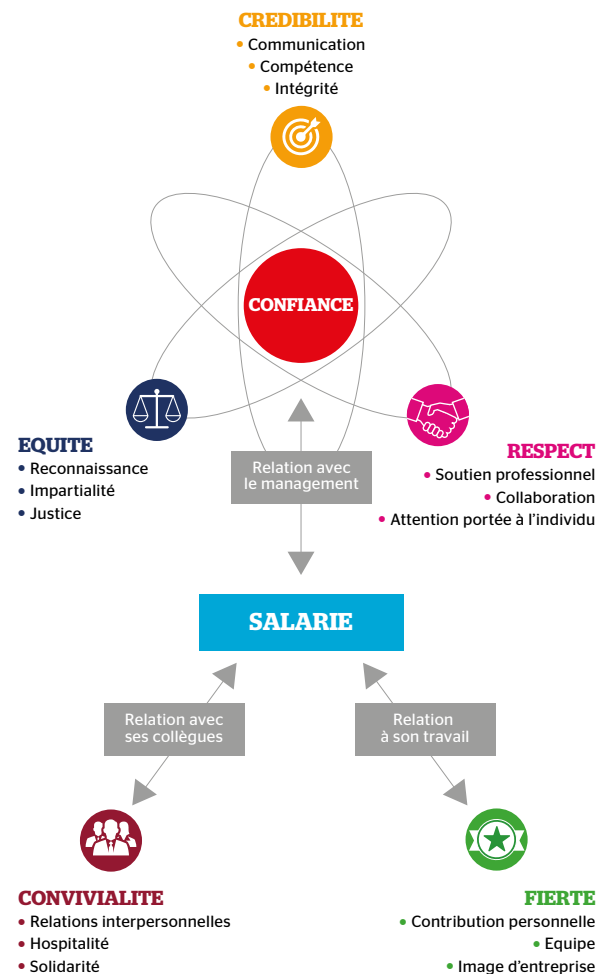 CREDIBILITE
• Communication
• Compétence
• Intégrité
CONFIANCE
EQUITE
• Reconnaissance
• Impartialité
• Justice
Relation avec
le management
RESPECT
• Soutien professionnel
• Collaboration
• Attention portée à l’individu
SALARIE
Relation avec
ses collègues
Relation
à son travail
CONVIVIALITE
• Relations interpersonnelles
• Hospitalité
• Solidarité
FIERTE
• Contribution personnelle
• Equipe
• Image d’entreprise